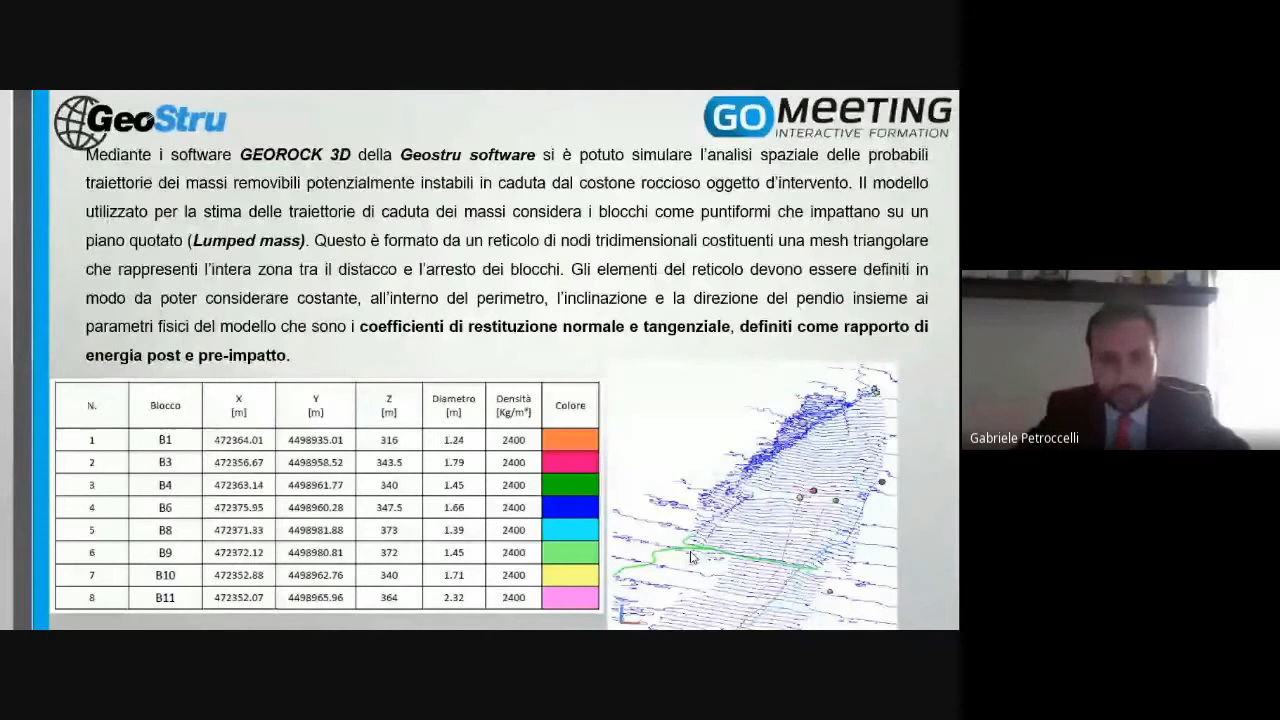 GeoStru
GO MEETING
INTERACTIVE FORMATION
Mediante i software GEOROCK 3D della Geostru software si è potuto simulare l'analisi spaziale delle probabili
traiettorie dei massi removibili potenzialmente instabili in caduta dal costone roccioso oggetto d'intervento. Il modello
utilizzato per la stima delle traiettorie di caduta dei massi considera i blocchi come puntiformi che impattano su un
piano quotato (Lumped mass). Questo è formato da un reticolo di nodi tridimensionali costituenti una mesh triangolare
che rappresenti l'intera zona tra il distacco e l'arresto dei blocchi. Gli elementi del reticolo devono essere definiti in
modo da poter considerare costante, all'interno del perimetro, l'inclinazione e la direzione del pendio insieme ai
parametri fisici del modello che sono i coefficienti di restituzione normale e tangenziale, definiti come rapporto di
energia post e pre-impatto.
N. Blocco X [m] Y [m] Z [m] Diametro [m] Densità [Kg/m³] Colore
1 B1 472364.01 4498935.01 316 1.24 2400
2 B3 472356.67 4498958.52 343.5 1.79 2400
3 B4 472363.14 4498961.77 340 1.45 2400
4 B6 472375.95 4498960.28 347.5 1.66 2400
5 B8 472371.33 4498981.88 373 1.39 2400
6 B9 472372.12 4498980.81 372 1.45 2400
7 B10 472352.88 4498962.76 340 1.71 2400
8 B11 472352.07 4498965.96 364 2.32 2400
Gabriele Petroccelli